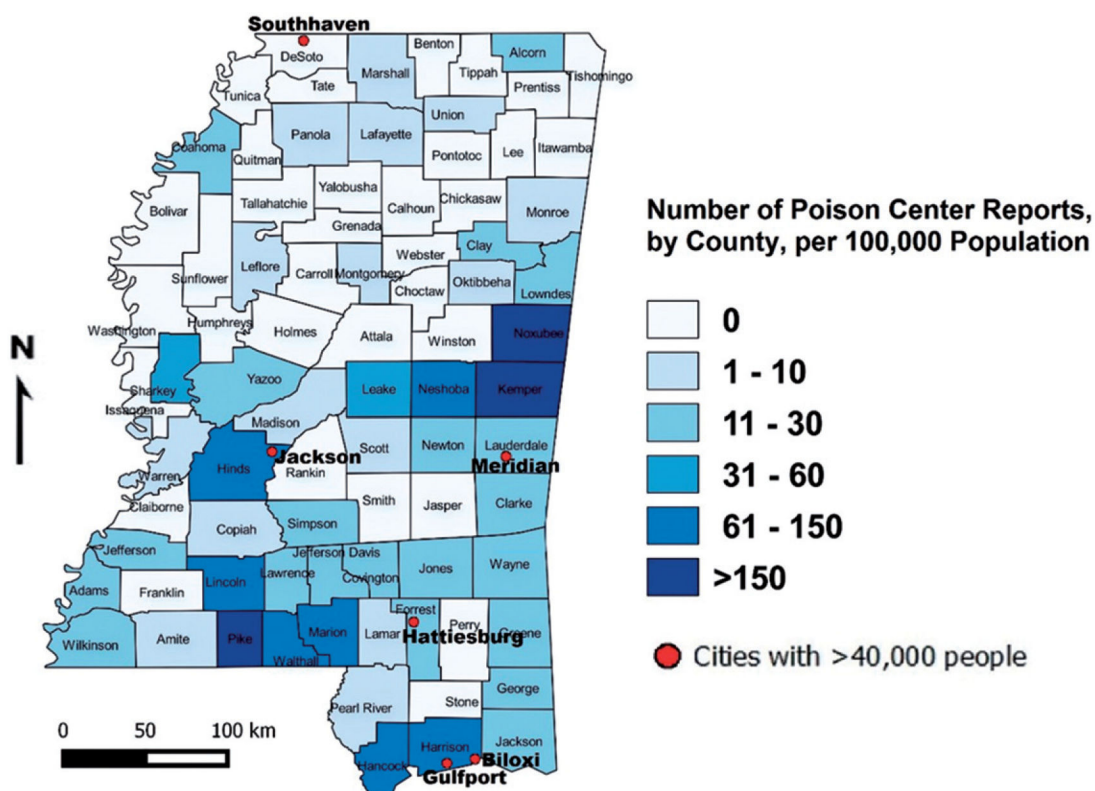 Southhaven
DeSoto
Benton
Alcorn
Marshall
Tippah
Tishomingo
Tate
Tunica
Prentiss
Union
Panola
Lafayette
Coahoma
Quitman
Pontotoc
Lee
Itawamba
Yalobusha
Tallahatchie
Calhoun
Chickasaw
Bolivar
Monroe
Grenada
Clay
Webster
Leflore
Carroll
Montgomery
Sunflower
Oktibbeha
Choctaw
Lowndes
Humphreys
Washington
Holmes
Attala
Winston
Noxubee
Yazoo
Sharkey
Leake
Neshoba
Kemper
Issaquena
Madison
Scott
Newton
Lauderdale
Jackson
Meridian
Hinds
Rankin
Warren
Claiborne
Smith
Jasper
Clarke
Copiah
Simpson
Jefferson
Jefferson Davis
Lawrence
Covington
Jones
Wayne
Adams
Franklin
Lincoln
Forrest
Hattiesburg
Wilkinson
Amite
Pike
Marion
Lamar
Perry
Greene
Walthall
George
Pearl River
Stone
Harrison
Jackson
Biloxi
Hancock
Gulfport
N
0 50 100 km
Number of Poison Center Reports,
by County, per 100,000 Population
0
1 - 10
11 - 30
31 - 60
61 - 150
>150
Cities with >40,000 people